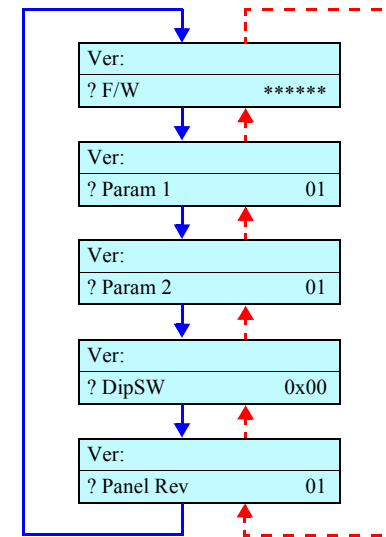 Ver:
? F/W ******
Ver:
? Param 1 01
Ver:
? Param 2 01
Ver:
? DipSW 0x00
Ver:
? Panel Rev 01